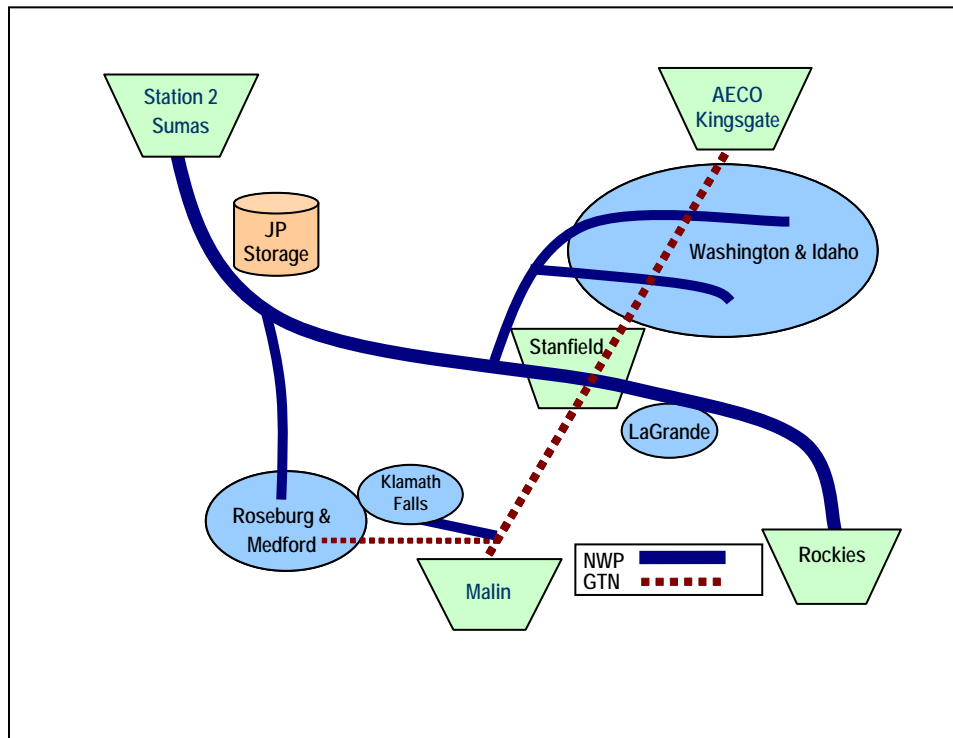 Station 2
Sumas
AECO
Kingsgate
JP
Storage
Washington & Idaho
Stanfield
LaGrande
Klamath
Falls
Roseburg &
Medford
Malin
NWP
GTN
Rockies